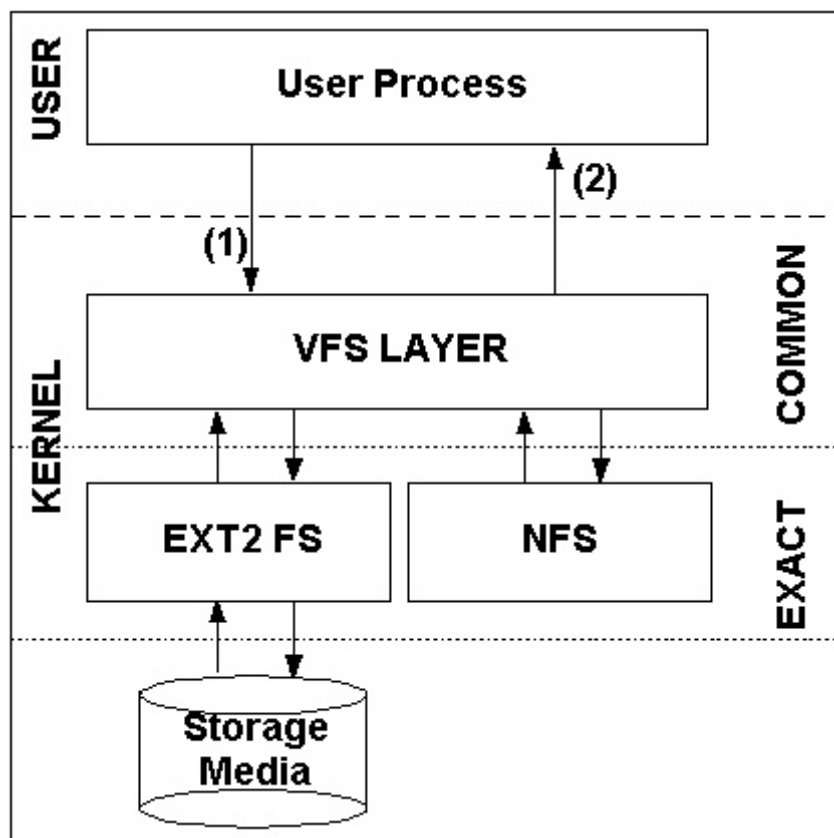 USER
User Process
(1)
(2)
KERNEL
COMMON
VFS LAYER
EXT2 FS
NFS
EXACT
Storage
Media